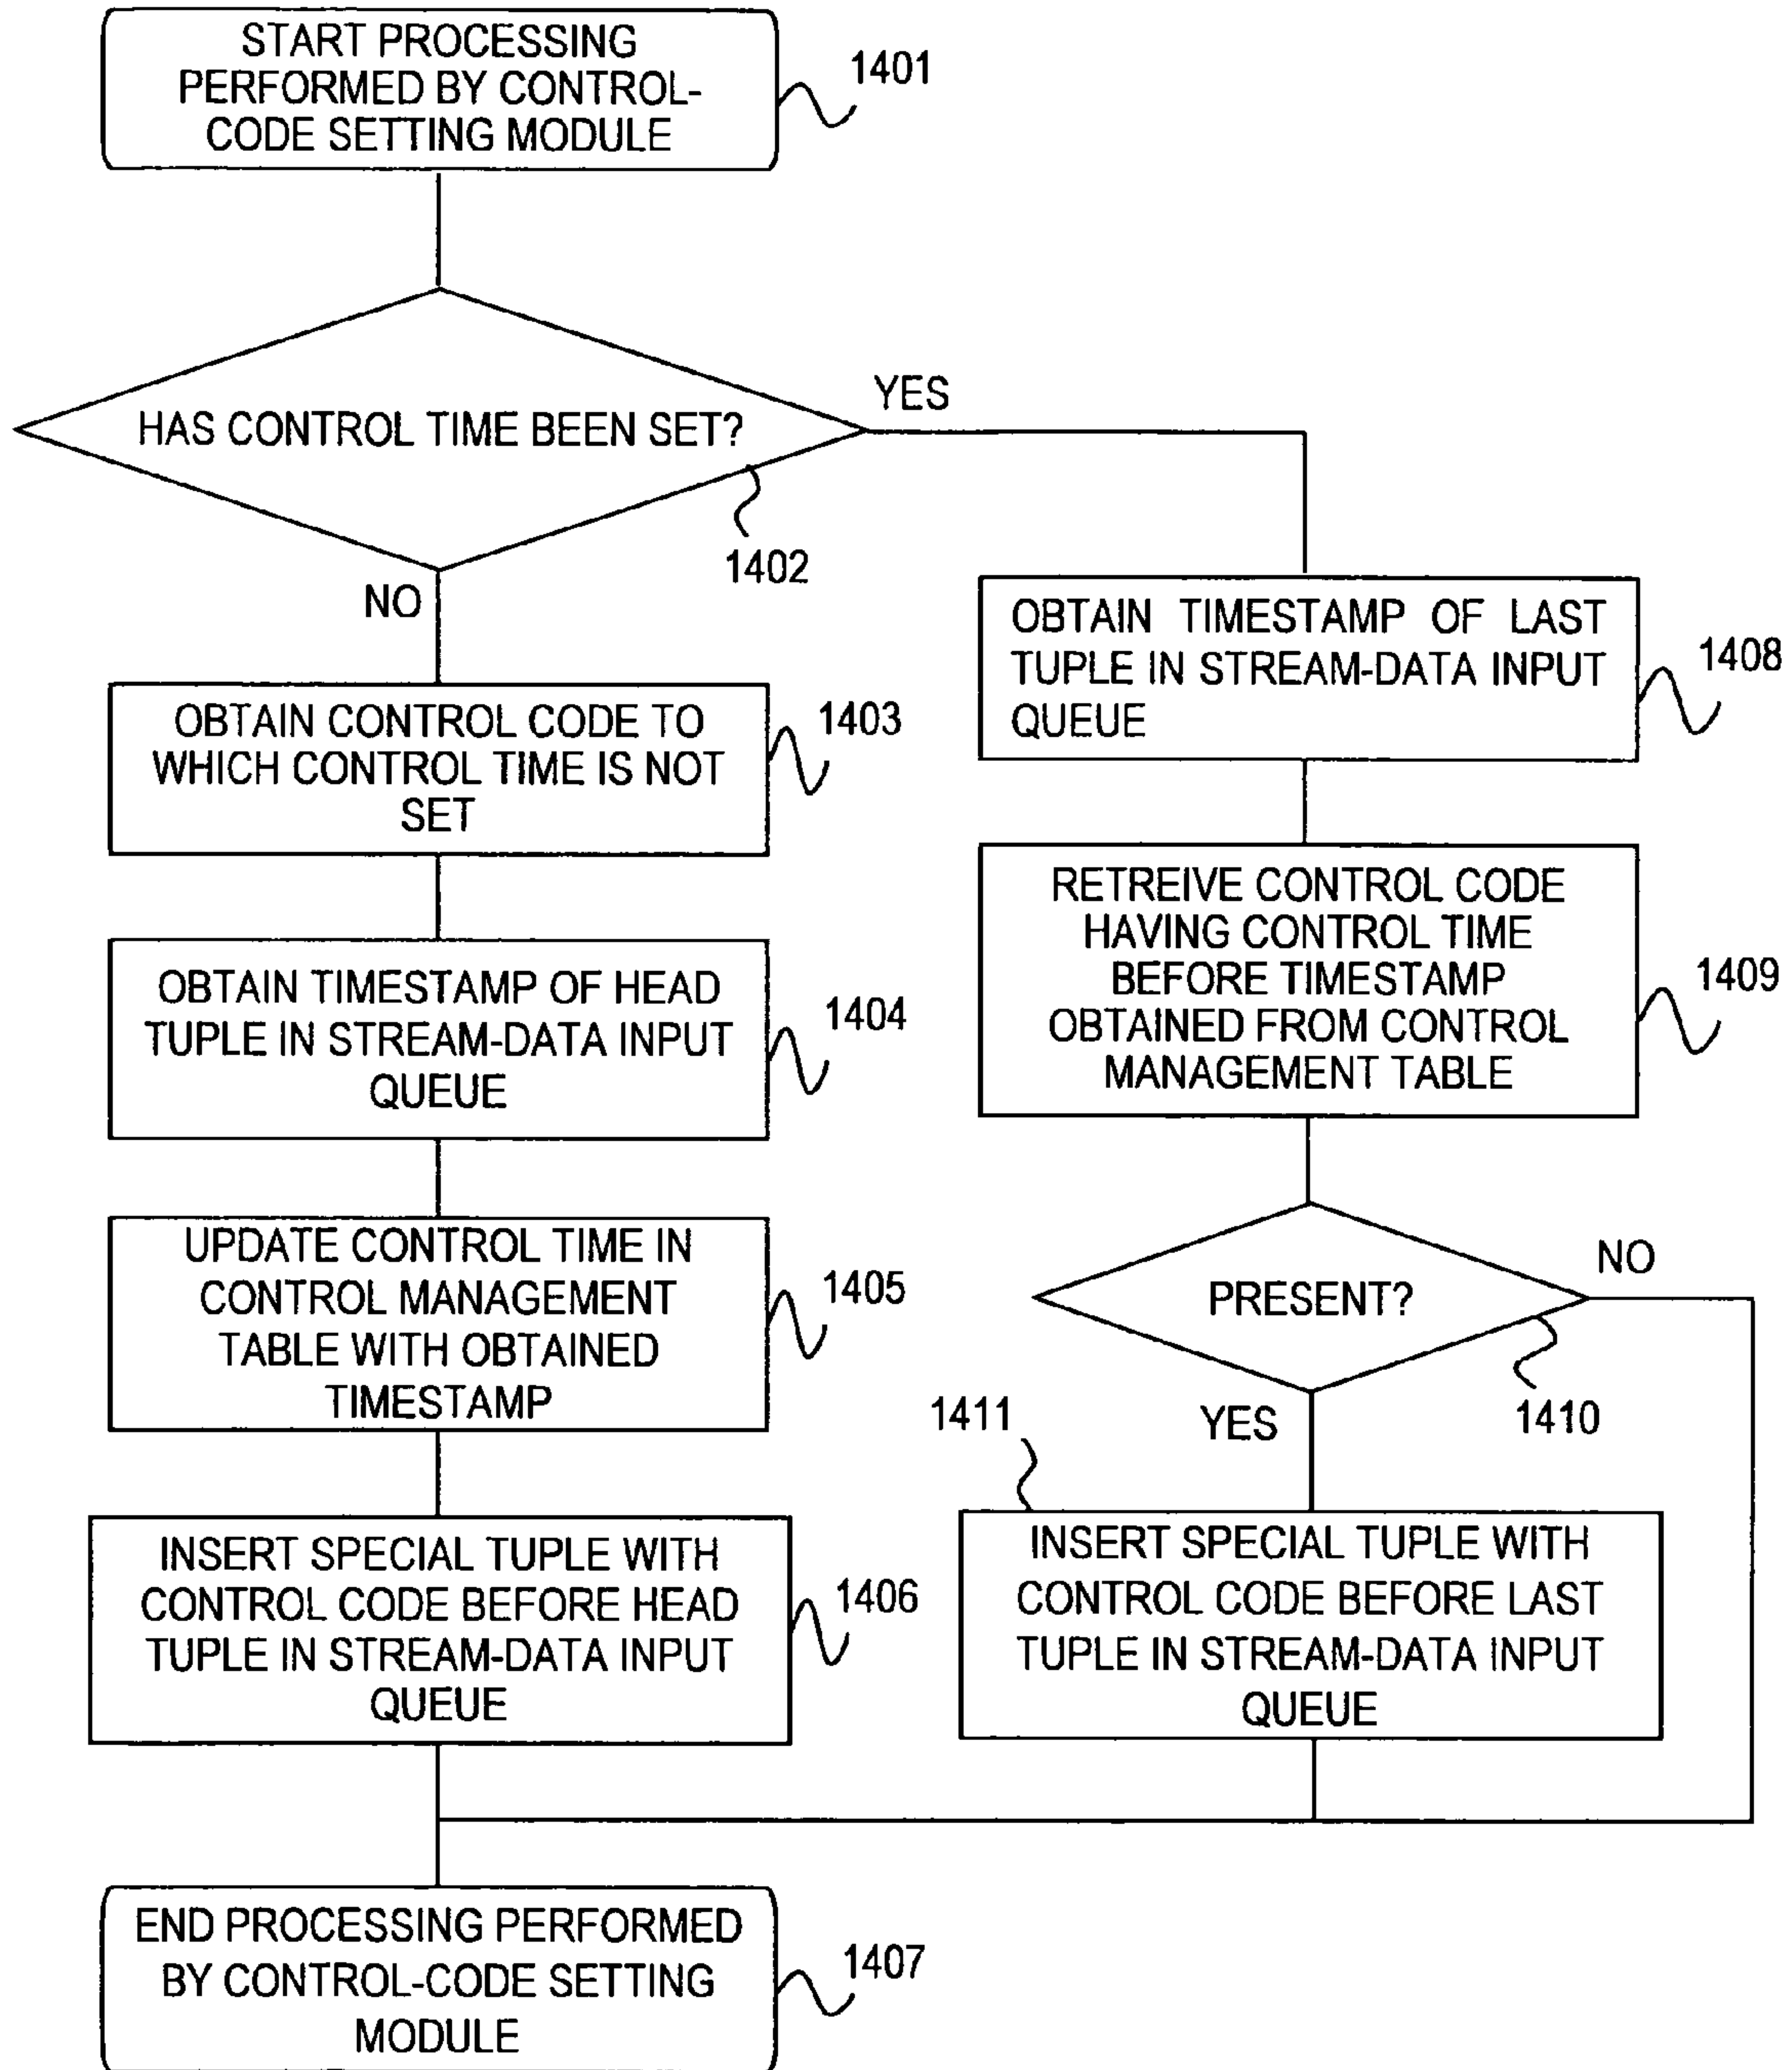 START PROCESSING
PERFORMED BY CONTROL-
CODE SETTING MODULE
1401
HAS CONTROL TIME BEEN SET?
YES
1402
NO
OBTAIN CONTROL CODE TO
WHICH CONTROL TIME IS NOT
SET
1403
OBTAIN TIMESTAMP OF HEAD
TUPLE IN STREAM-DATA INPUT
QUEUE
1404
UPDATE CONTROL TIME IN
CONTROL MANAGEMENT
TABLE WITH OBTAINED
TIMESTAMP
1405
INSERT SPECIAL TUPLE WITH
CONTROL CODE BEFORE HEAD
TUPLE IN STREAM-DATA INPUT
QUEUE
1406
OBTAIN TIMESTAMP OF LAST
TUPLE IN STREAM-DATA INPUT
QUEUE
1408
RETREIVE CONTROL CODE
HAVING CONTROL TIME
BEFORE TIMESTAMP
OBTAINED FROM CONTROL
MANAGEMENT TABLE
1409
PRESENT?
NO
1410
YES
1411
INSERT SPECIAL TUPLE WITH
CONTROL CODE BEFORE LAST
TUPLE IN STREAM-DATA INPUT
QUEUE
END PROCESSING PERFORMED
BY CONTROL-CODE SETTING
MODULE
1407